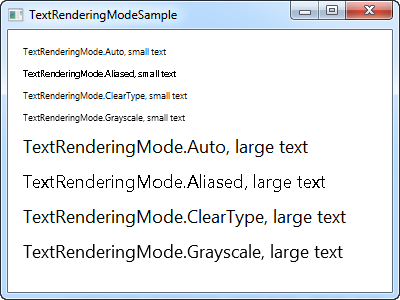 TextRenderingModeSample
TextRenderingMode.Auto, small text
TextRenderingMode.Aliased, small text
TextRenderingMode.ClearType, small text
TextRenderingMode.Grayscale, small text
TextRenderingMode.Auto, large text
TextRenderingMode.Aliased, large text
TextRenderingMode.ClearType, large text
TextRenderingMode.Grayscale, large text